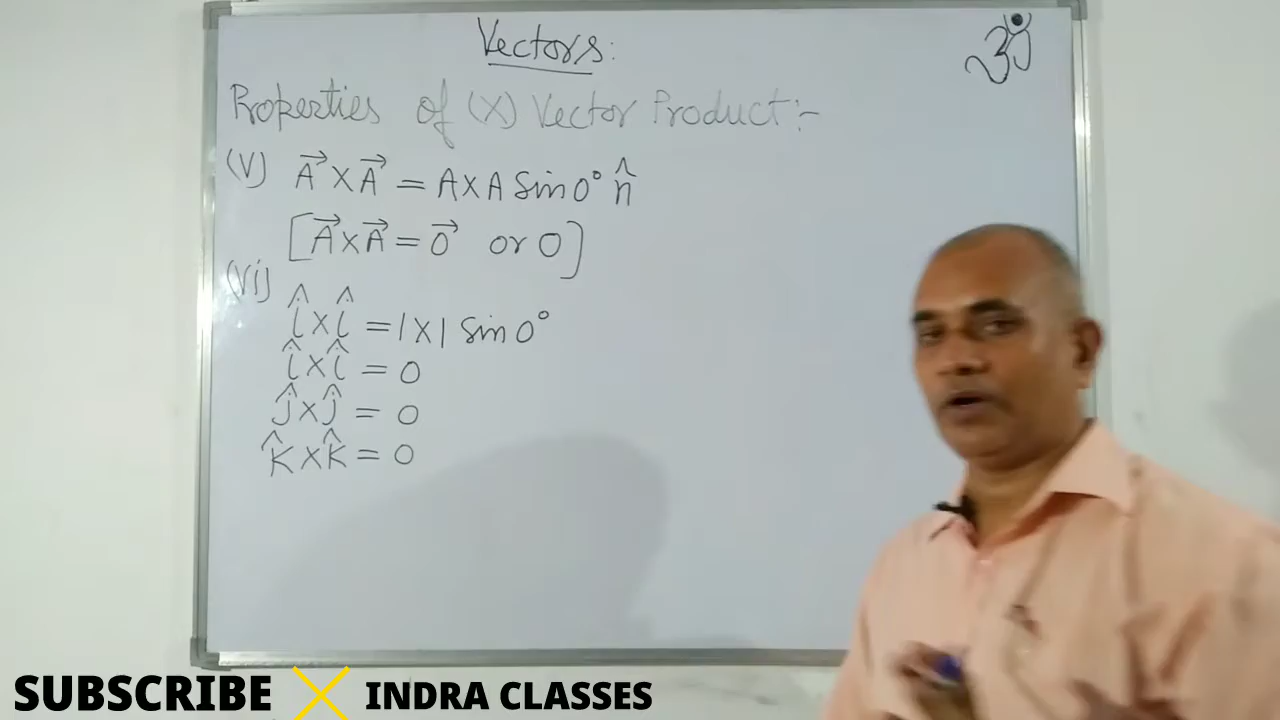 Vectors:
ॐ
Properties of (X) Vector Product:-
(V) A⃗ X A⃗ = A X A Sin 0° n̂
[A⃗ X A⃗ = 0⃗ or 0]
(Vi)
î X î = 1 X 1 Sin 0°
î X î = 0
ĵ X ĵ = 0
k̂ X k̂ = 0
SUBSCRIBE INDRA CLASSES